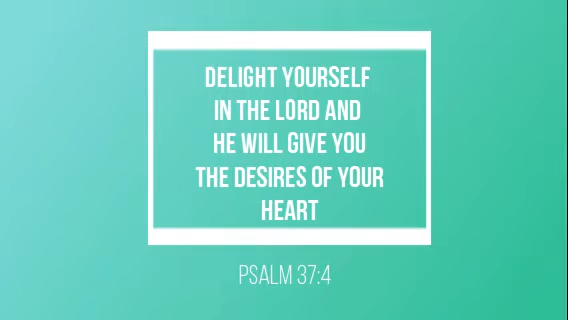 DELIGHT YOURSELF
IN THE LORD AND
HE WILL GIVE YOU
THE DESIRES OF YOUR
HEART
PSALM 37:4